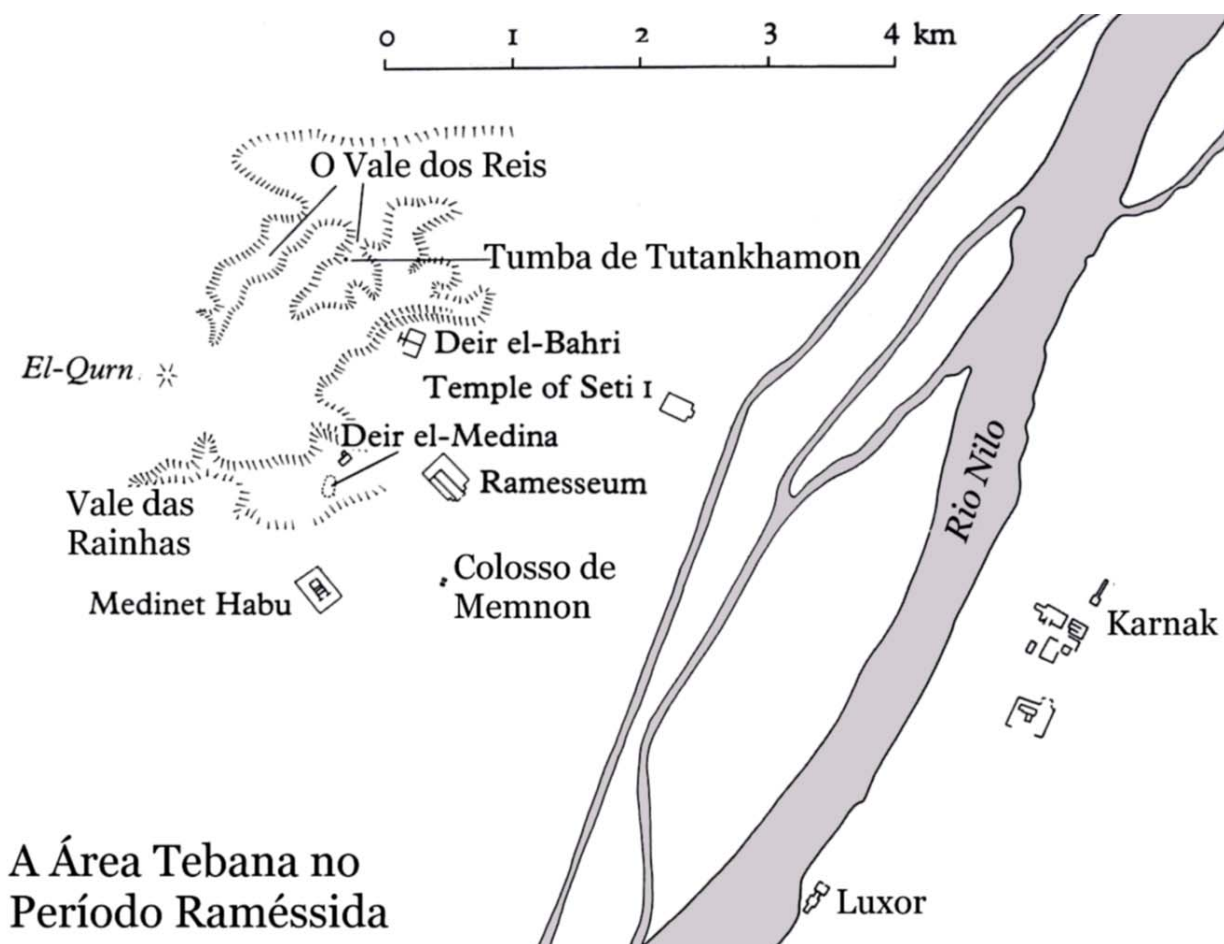 0 1 2 3 4 km
O Vale dos Reis
Tumba de Tutankhamon
Deir el-Bahri
El-Qurn
Temple of Seti I
Deir el-Medina
Ramesseum
Vale das
Rainhas
Rio Nilo
Colosso de
Memnon
Medinet Habu
Karnak
A Área Tebana no
Período Raméssida
Luxor